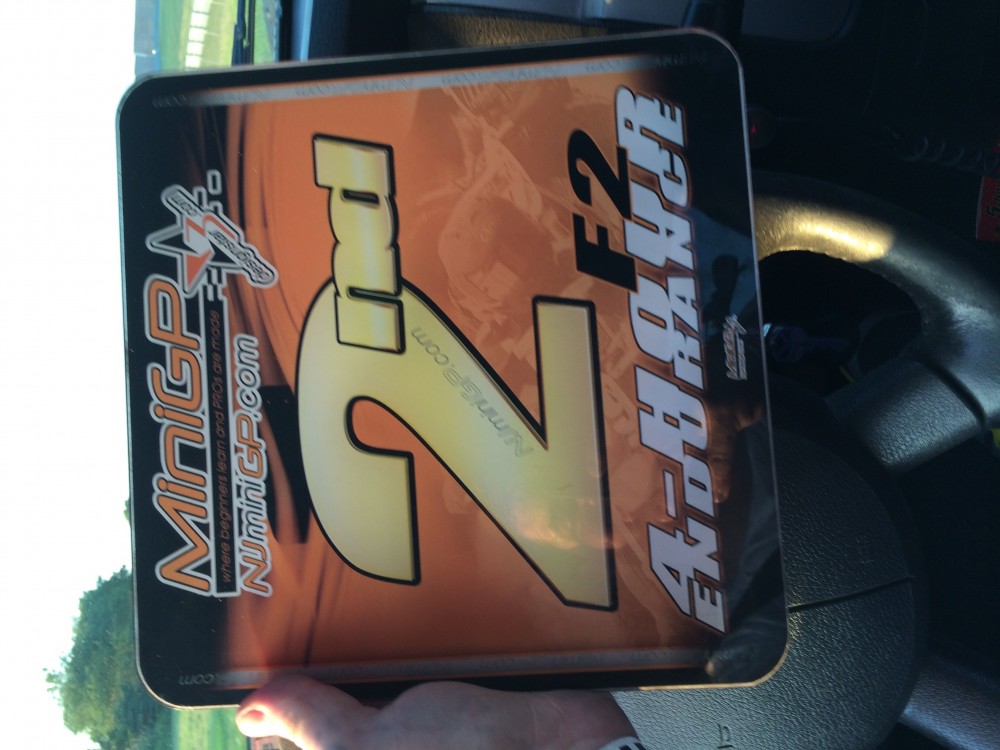 MiniGP
where beginners learn and PROs are made
NJminiGP.com
2nd
NJminiGP.com
F2
4-HOUR
ENDURANCE